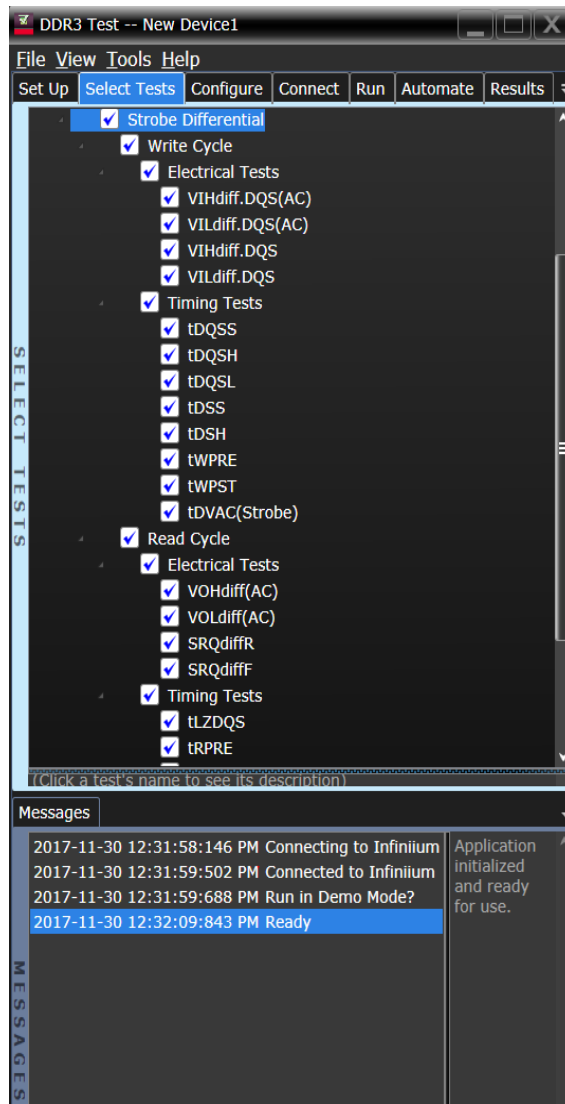 DDR3 Test -- New Device1
File View Tools Help
Set Up Select Tests Configure Connect Run Automate Results
Strobe Differential
Write Cycle
Electrical Tests
VIHdiff.DQS(AC)
VILdiff.DQS(AC)
VIHdiff.DQS
VILdiff.DQS
Timing Tests
tDQSS
tDQSH
tDQSL
tDSS
tDSH
tWPRE
tWPST
tDVAC(Strobe)
Read Cycle
Electrical Tests
VOHdiff(AC)
VOLdiff(AC)
SRQdiffR
SRQdiffF
Timing Tests
tLZDQS
tRPRE
SELECT TESTS
(Click a test's name to see its description)
Messages
2017-11-30 12:31:58:146 PM Connecting to Infiniium
2017-11-30 12:31:59:502 PM Connected to Infiniium
2017-11-30 12:31:59:688 PM Run in Demo Mode?
2017-11-30 12:32:09:843 PM Ready
Application
initialized
and ready
for use.
MESSAGES